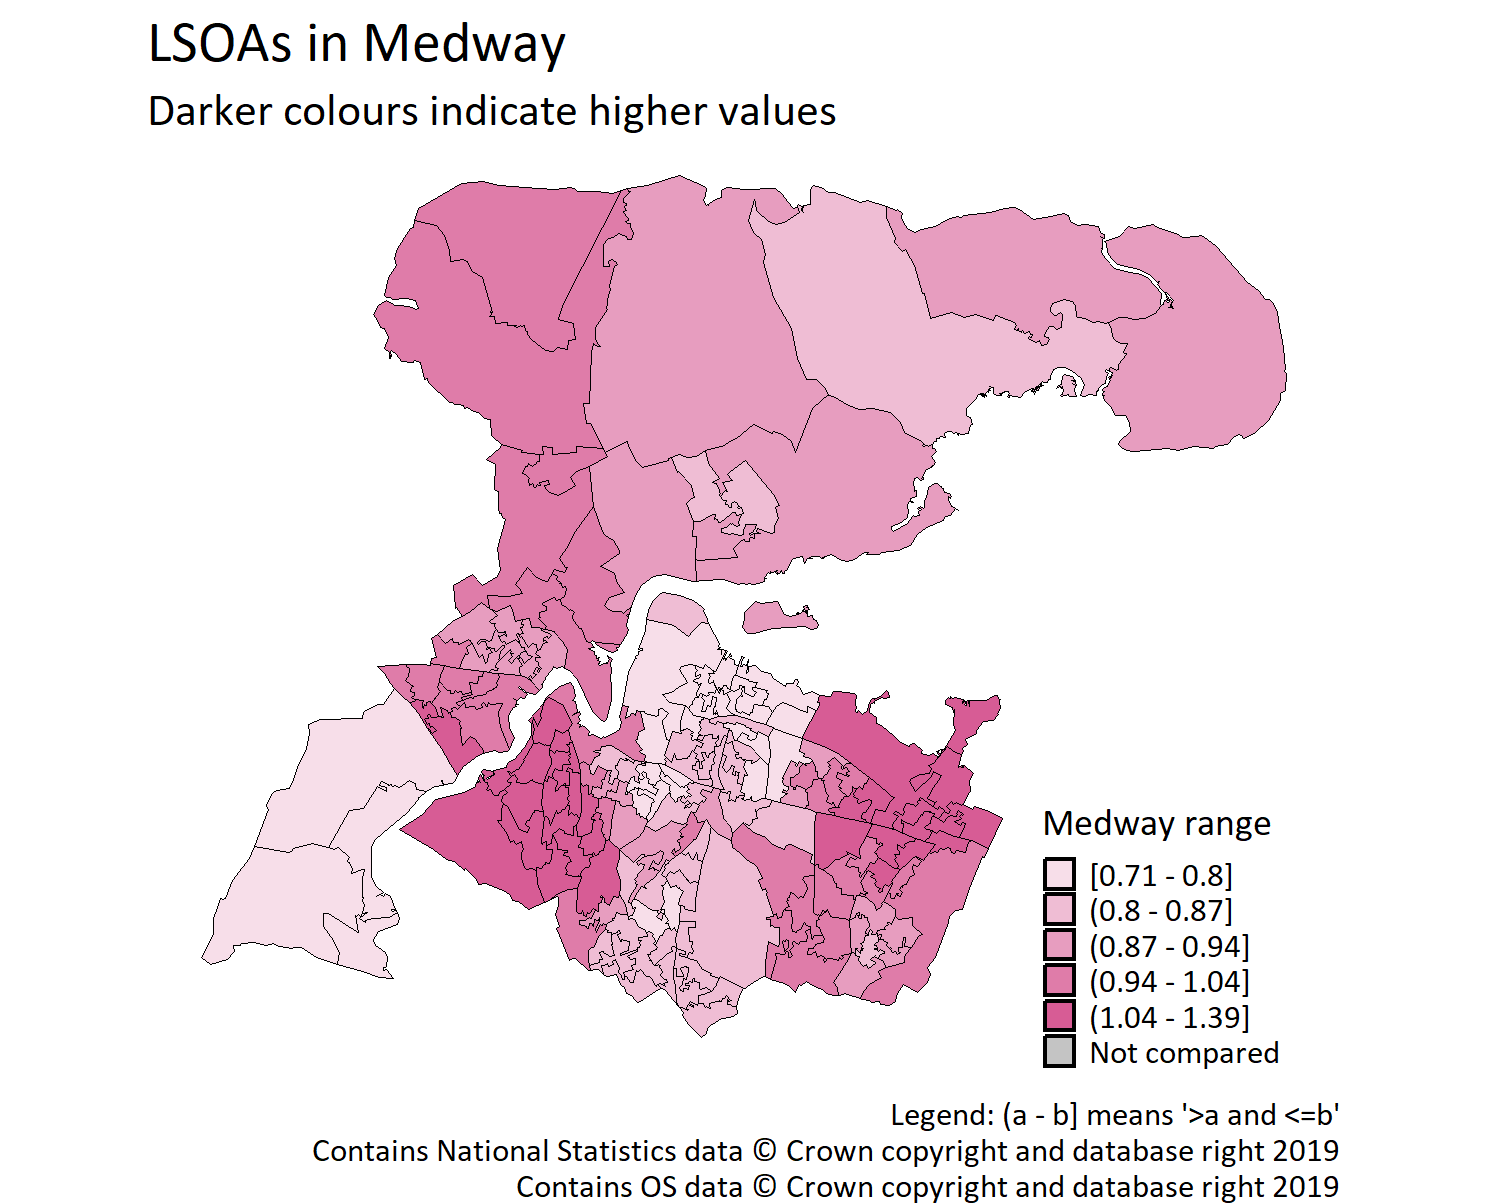 LSOAs in Medway
Darker colours indicate higher values
Medway range
[0.71 - 0.8]
(0.8 - 0.87]
(0.87 - 0.94]
(0.94 - 1.04]
(1.04 - 1.39]
Not compared
Legend: (a - b] means '>a and <=b'
Contains National Statistics data © Crown copyright and database right 2019
Contains OS data © Crown copyright and database right 2019